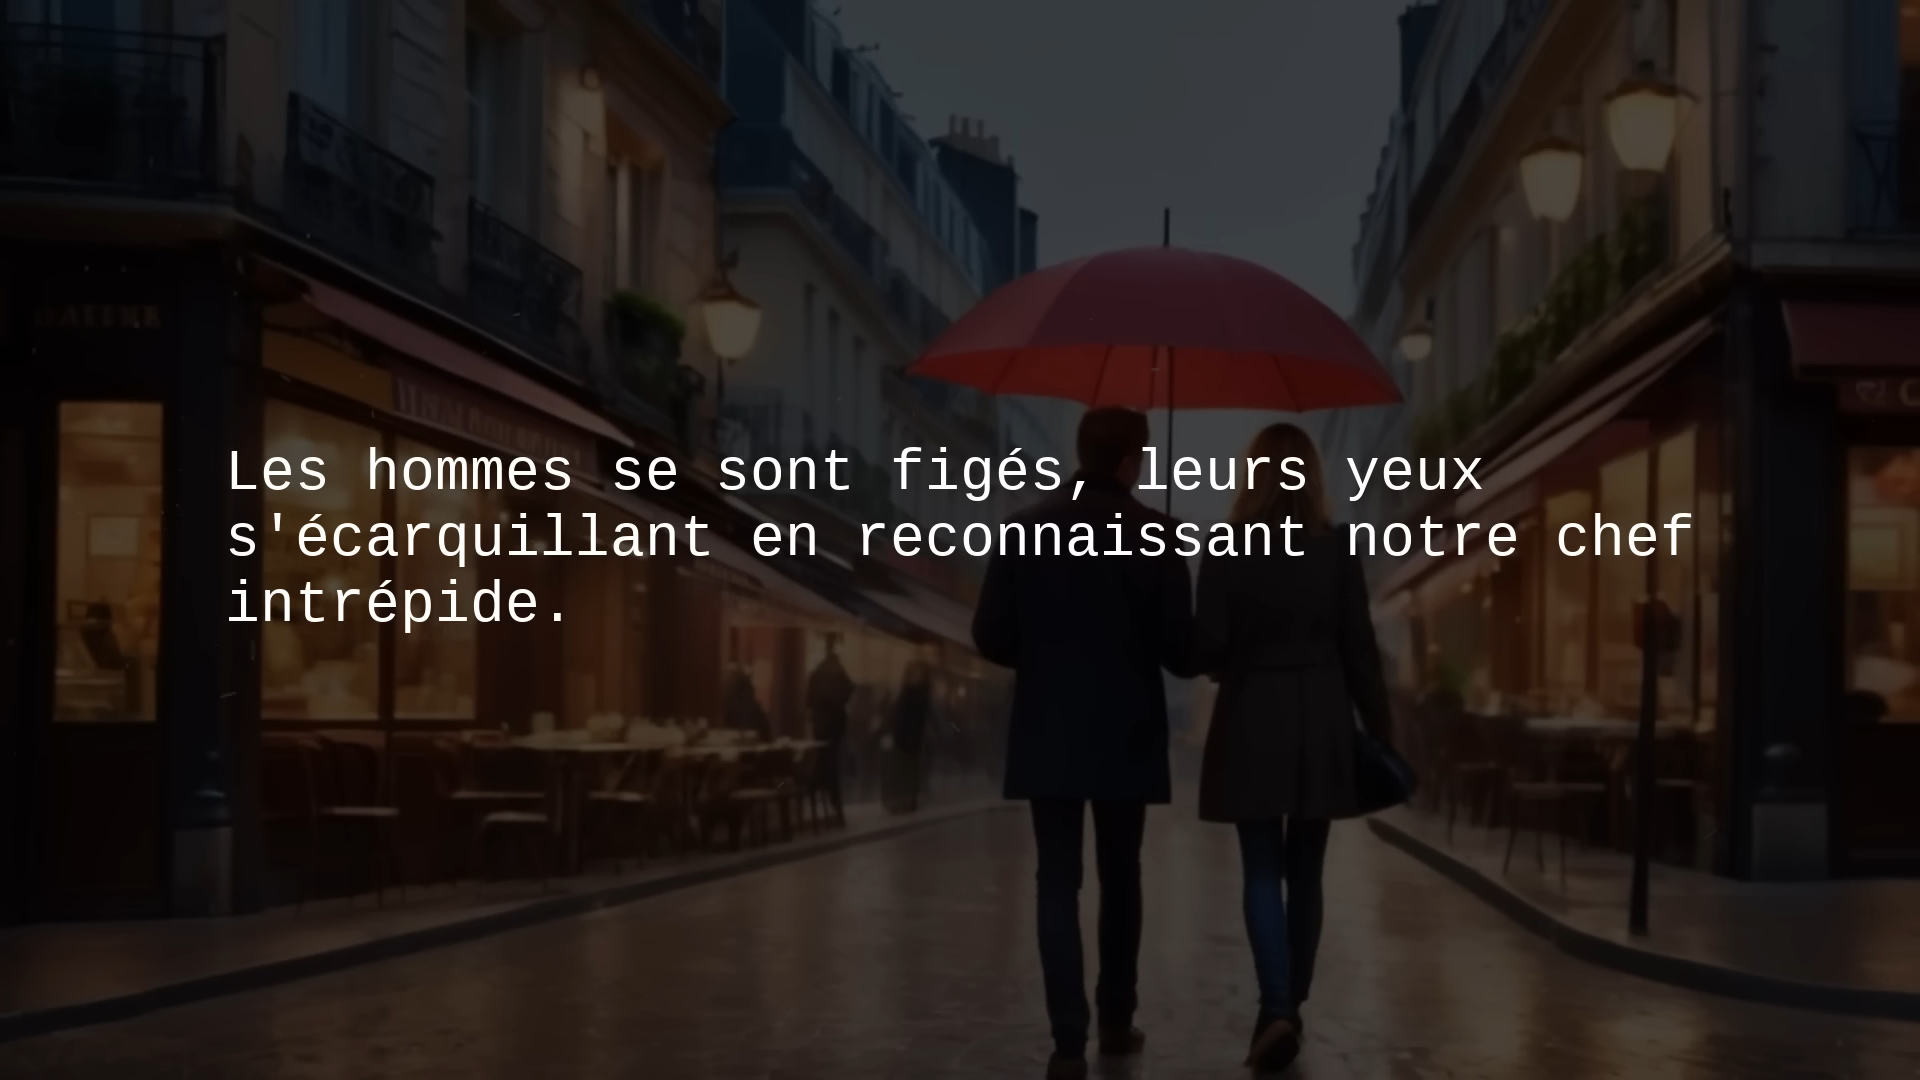 Les hommes se sont figés, leurs yeux
s'écarquillant en reconnaissant notre chef
intrépide.